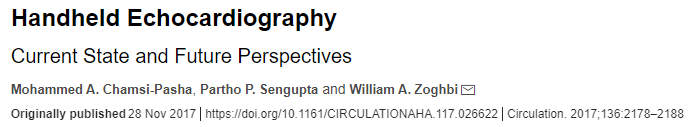 Handheld Echocardiography
Current State and Future Perspectives
Mohammed A. Chamsi-Pasha, Partho P. Sengupta and William A. Zoghbi
Originally published 28 Nov 2017 | https://doi.org/10.1161/CIRCULATIONAHA.117.026622 | Circulation. 2017;136:2178–2188